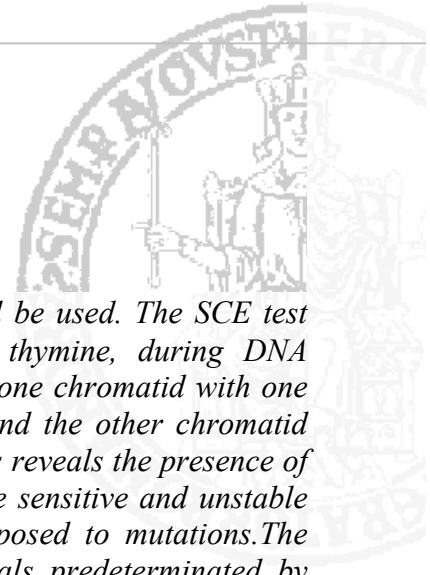 SEMPAJOVST
l be used. The SCE test
thymine, during DNA
one chromatid with one
nd the other chromatid
s reveals the presence of
e sensitive and unstable
posed to mutations.The
als predeterminated by